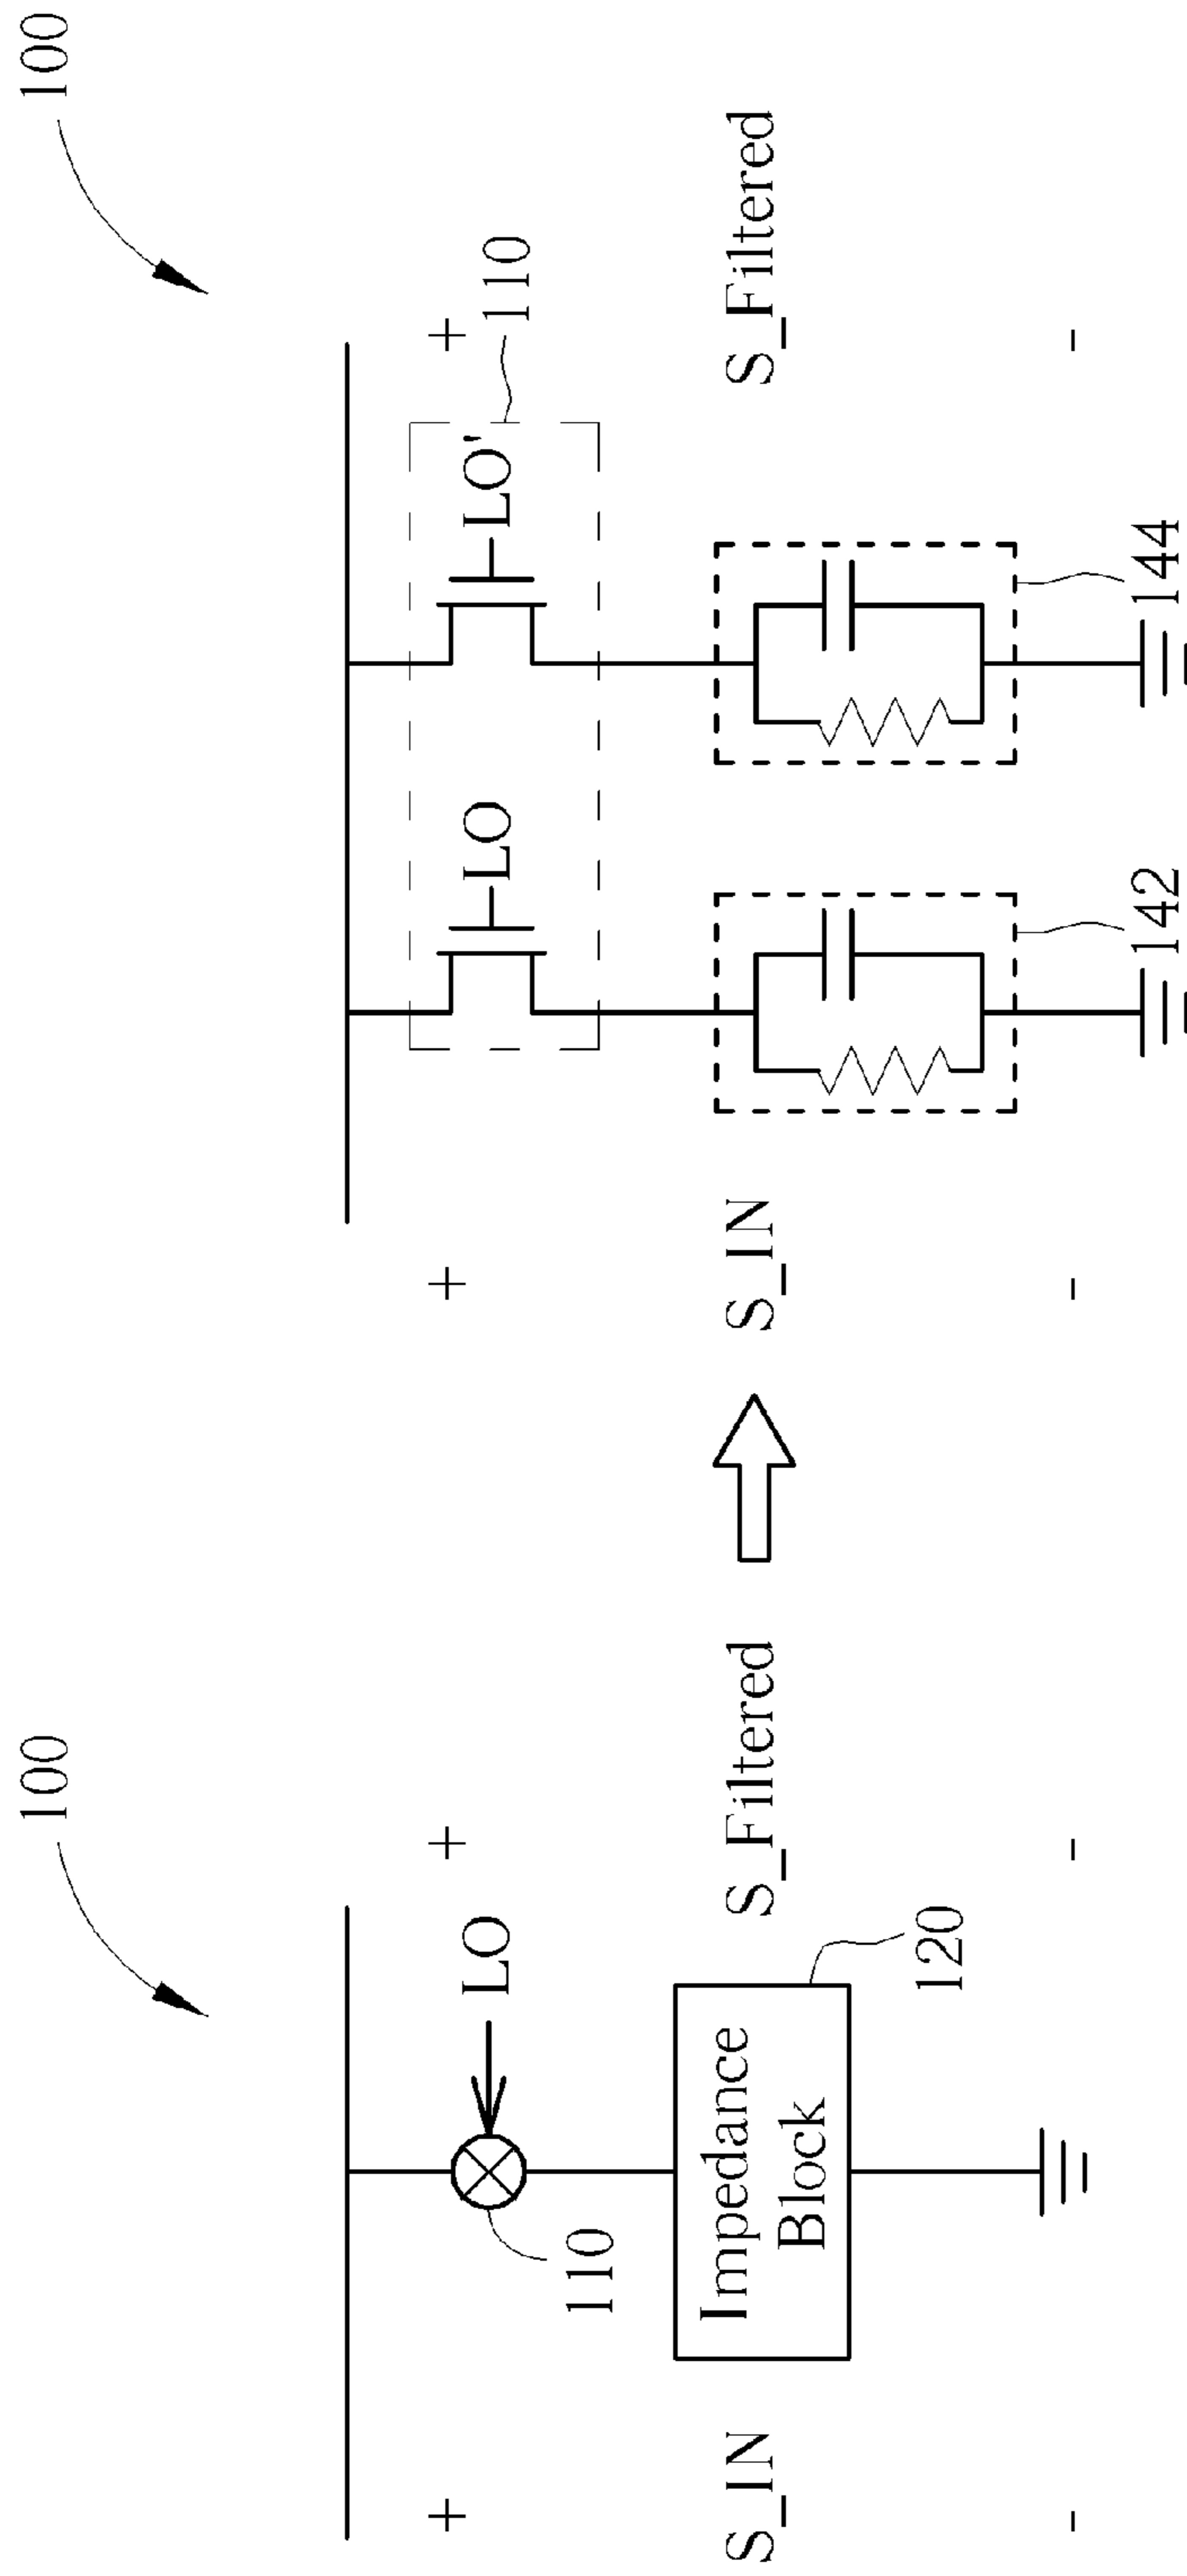 100
+
+
LO
110
S_IN
Impedance
Block
S_Filtered
120
-
-
100
+
+
LO
LO'
110
S_IN
S_Filtered
142
144
-
-